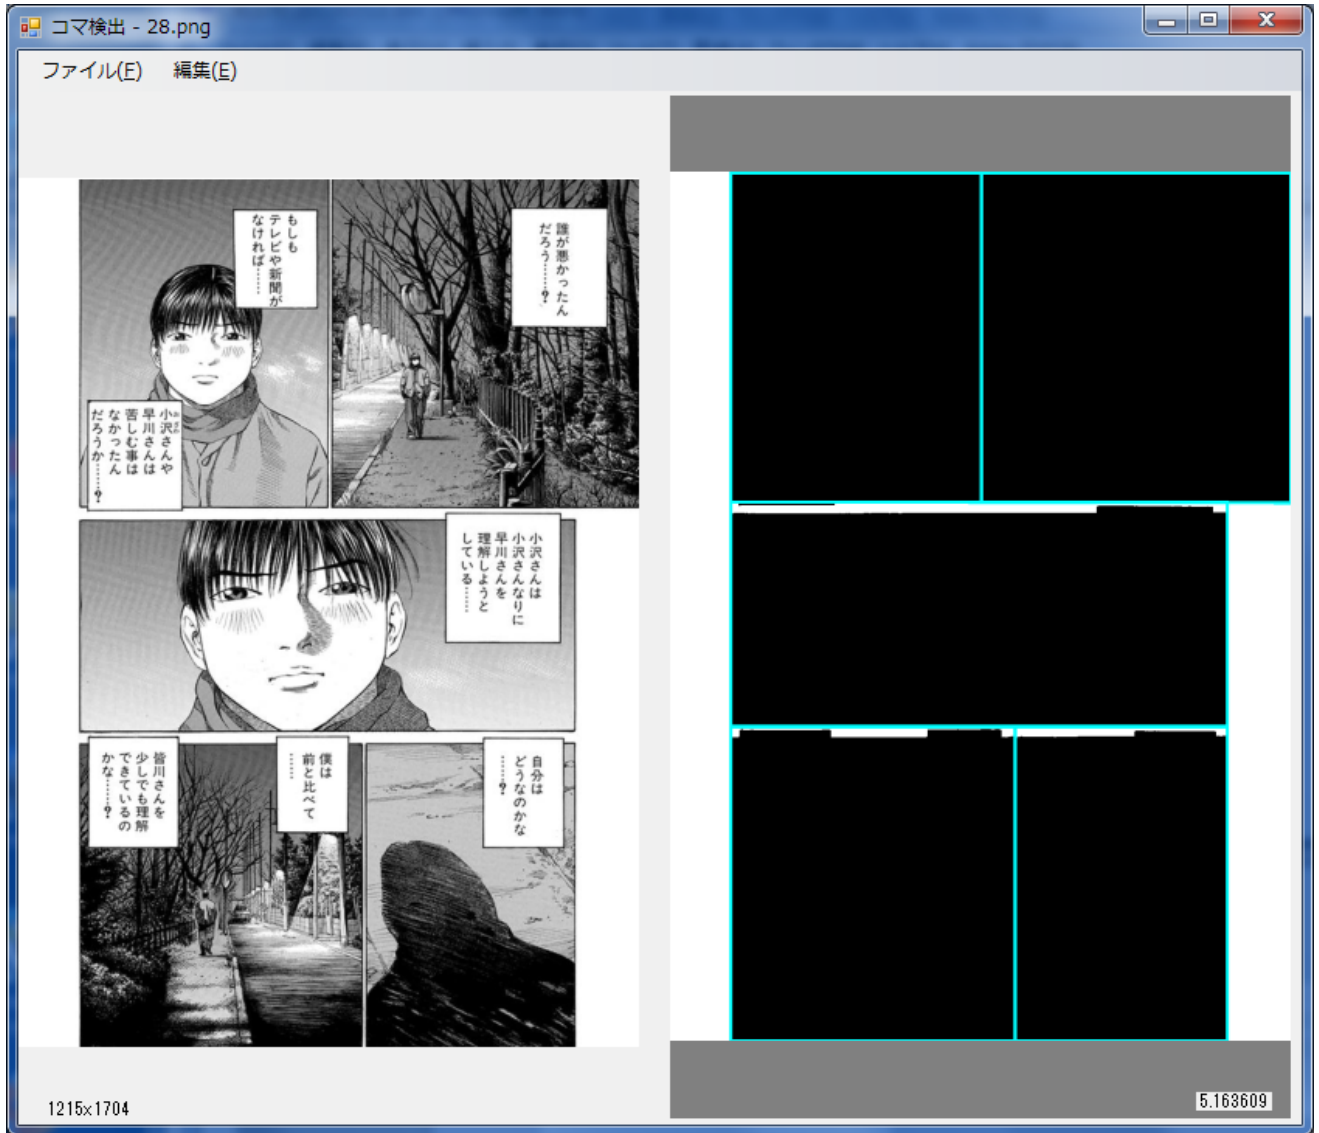 コマ検出 - 28.png
ファイル(F)
編集(E)
誰が悪かったん
だろう……?
もしも
テレビや新聞が
なければ……
小沢さんや
おざわ
早川さんは
苦しむ事は
なかったん
だろうか……?
小沢さんは
小沢さんなりに
早川さんを
理解しようと
している……
自分は
どうなのかな
……?
僕は
前と比べて
……
皆川さんを
少しでも理解
できているの
かな……?
1215x1704
5.163609